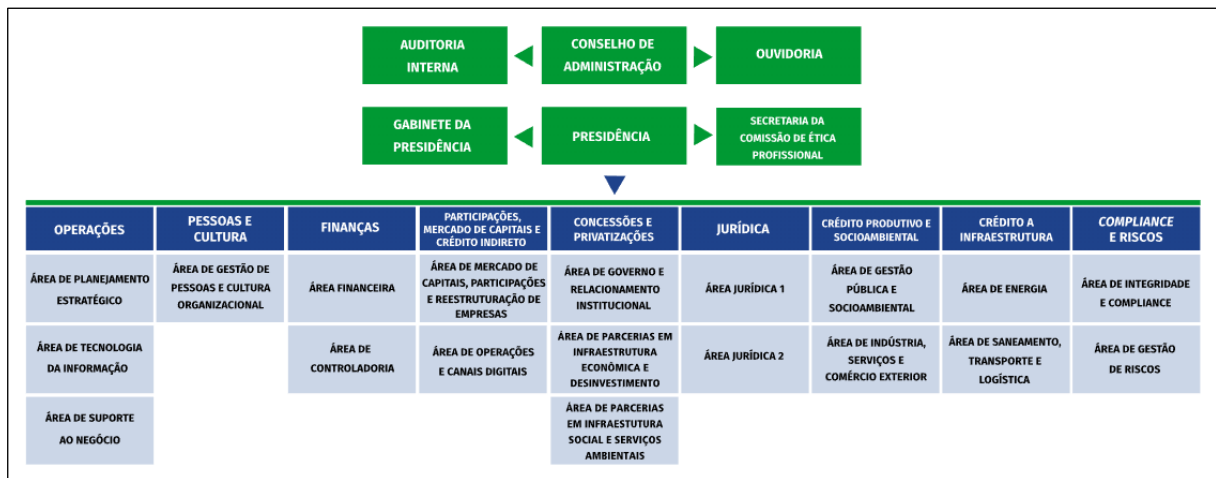 AUDITORIA
INTERNA
CONSELHO DE
ADMINISTRAÇÃO
OUVIDORIA
GABINETE DA
PRESIDÊNCIA
PRESIDÊNCIA
SECRETARIA DA
COMISSÃO DE ÉTICA
PROFISSIONAL
OPERAÇÕES
PESSOAS E
CULTURA
FINANÇAS
PARTICIPAÇÕES,
MERCADO DE CAPITAIS E
CRÉDITO INDIRETO
CONCESSÕES E
PRIVATIZAÇÕES
JURÍDICA
CRÉDITO PRODUTIVO E
SOCIOAMBIENTAL
CRÉDITO A
INFRAESTRUTURA
COMPLIANCE
E RISCOS
ÁREA DE PLANEJAMENTO
ESTRATÉGICO
ÁREA DE GESTÃO DE
PESSOAS E CULTURA
ORGANIZACIONAL
ÁREA FINANCEIRA
ÁREA DE MERCADO DE
CAPITAIS, PARTICIPAÇÕES
E REESTRUTURAÇÃO DE
EMPRESAS
ÁREA DE GOVERNO E
RELACIONAMENTO
INSTITUCIONAL
ÁREA JURÍDICA 1
ÁREA DE GESTÃO
PÚBLICA E
SOCIOAMBIENTAL
ÁREA DE ENERGIA
ÁREA DE INTEGRIDADE
E COMPLIANCE
ÁREA DE TECNOLOGIA
DA INFORMAÇÃO
ÁREA DE
CONTROLADORIA
ÁREA DE OPERAÇÕES
E CANAIS DIGITAIS
ÁREA DE PARCERIAS EM
INFRAESTRUTURA
ECONÔMICA E
DESINVESTIMENTO
ÁREA JURÍDICA 2
ÁREA DE INDÚSTRIA,
SERVIÇOS E
COMÉRCIO EXTERIOR
ÁREA DE SANEAMENTO,
TRANSPORTE E
LOGÍSTICA
ÁREA DE GESTÃO
DE RISCOS
ÁREA DE SUPORTE
AO NEGÓCIO
ÁREA DE PARCERIAS
EM INFRAESTUTURA
SOCIAL E SERVIÇOS
AMBIENTAIS